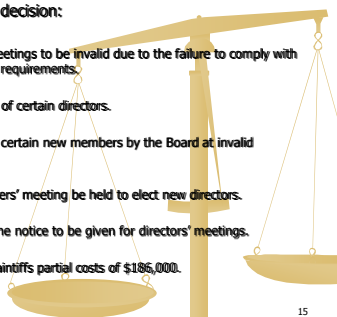 decision:
eetings to be invalid due to the failure to comply with
requirements.
of certain directors.
certain new members by the Board at invalid
ers’ meeting be held to elect new directors.
he notice to be given for directors’ meetings.
aintiffs partial costs of $186,000.
15